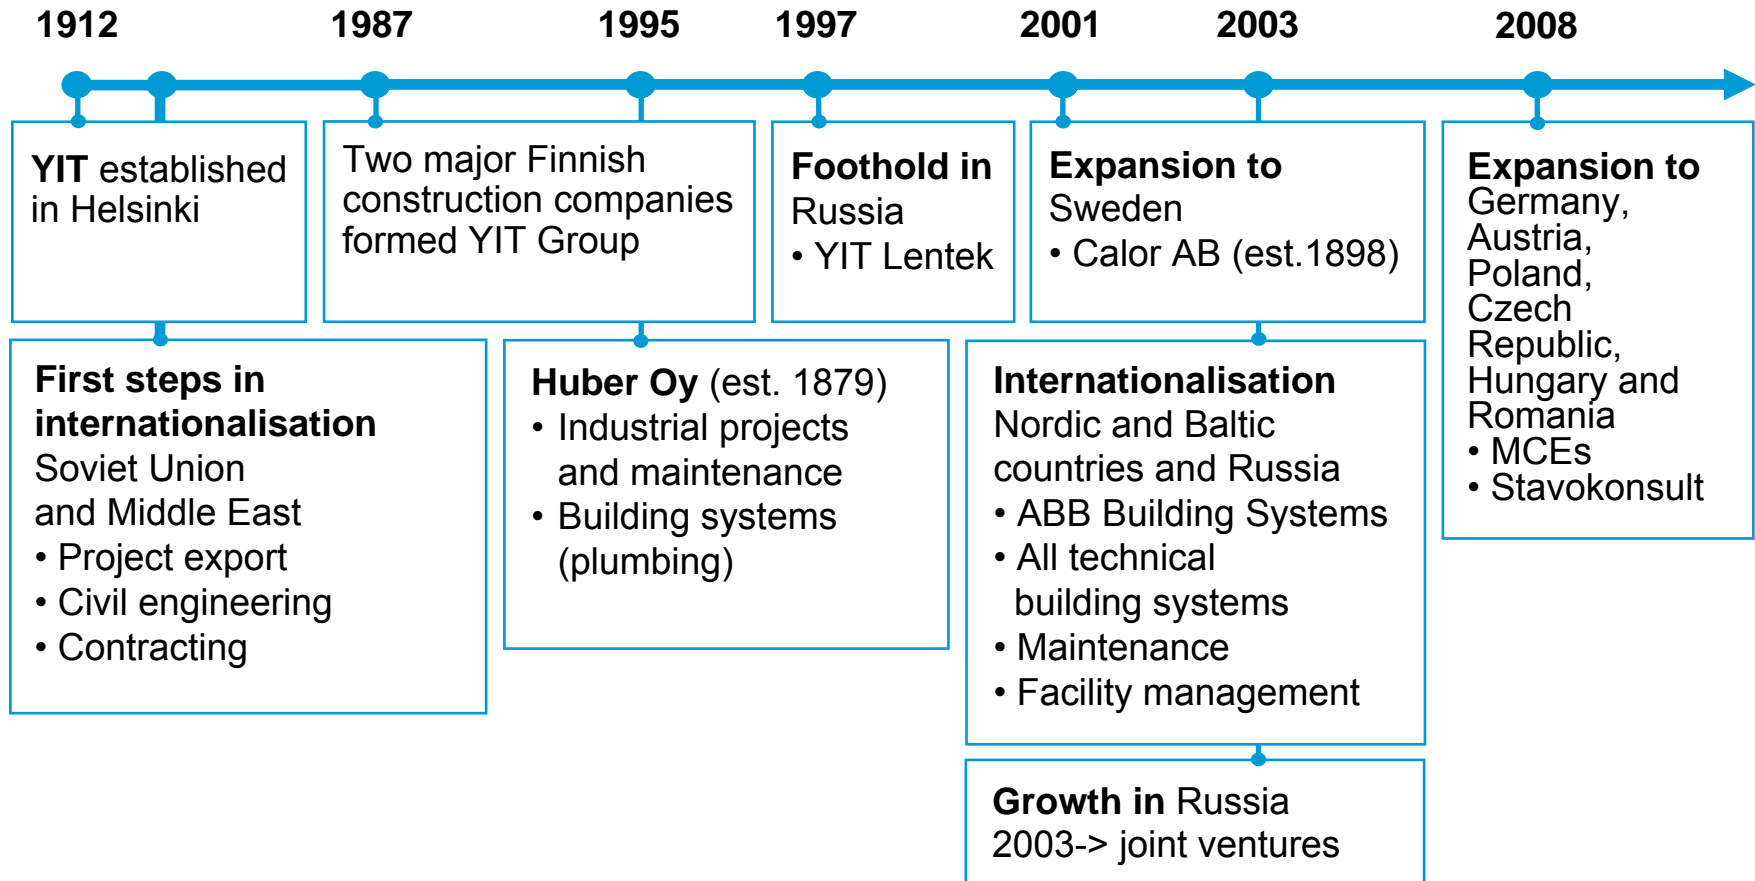 1912 1987 1995 1997 2001 2003 2008
YIT established
in Helsinki
Two major Finnish
construction companies
formed YIT Group
Foothold in
Russia
• YIT Lentek
Expansion to
Sweden
• Calor AB (est.1898)
Expansion to
Germany,
Austria,
Poland,
Czech
Republic,
Hungary and
Romania
• MCEs
• Stavokonsult
First steps in
internationalisation
Soviet Union
and Middle East
• Project export
• Civil engineering
• Contracting
Huber Oy (est. 1879)
• Industrial projects
and maintenance
• Building systems
(plumbing)
Internationalisation
Nordic and Baltic
countries and Russia
• ABB Building Systems
• All technical
building systems
• Maintenance
• Facility management
Growth in Russia
2003-> joint ventures